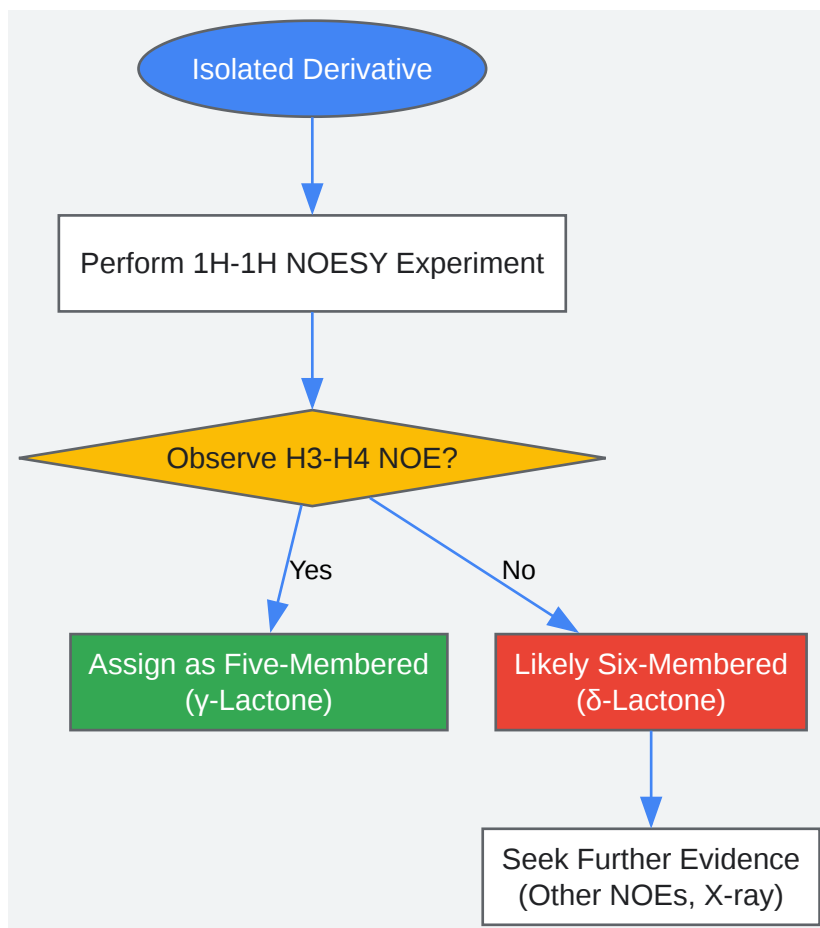 Isolated Derivative
Perform 1H-1H NOESY Experiment
Observe H3-H4 NOE?
Yes
No
Assign as Five-Membered
(γ-Lactone)
Likely Six-Membered
(δ-Lactone)
Seek Further Evidence
(Other NOEs, X-ray)